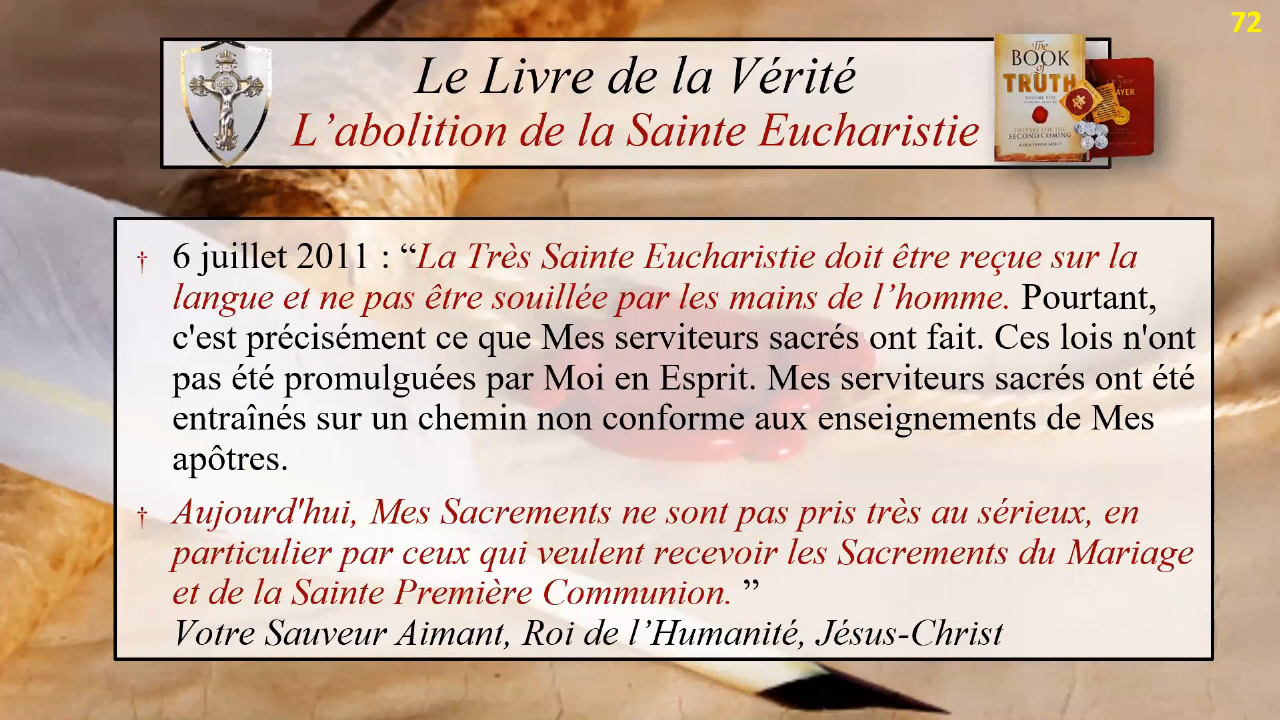 72
Le Livre de la Vérité
L’abolition de la Sainte Eucharistie
The
BOOK
of
TRUTH
PREPARE FOR THE
SECOND COMING
† 6 juillet 2011 : “La Très Sainte Eucharistie doit être reçue sur la
langue et ne pas être souillée par les mains de l’homme. Pourtant,
c'est précisément ce que Mes serviteurs sacrés ont fait. Ces lois n'ont
pas été promulguées par Moi en Esprit. Mes serviteurs sacrés ont été
entraînés sur un chemin non conforme aux enseignements de Mes
apôtres.
† Aujourd'hui, Mes Sacrements ne sont pas pris très au sérieux, en
particulier par ceux qui veulent recevoir les Sacrements du Mariage
et de la Sainte Première Communion. ”
Votre Sauveur Aimant, Roi de l’Humanité, Jésus-Christ